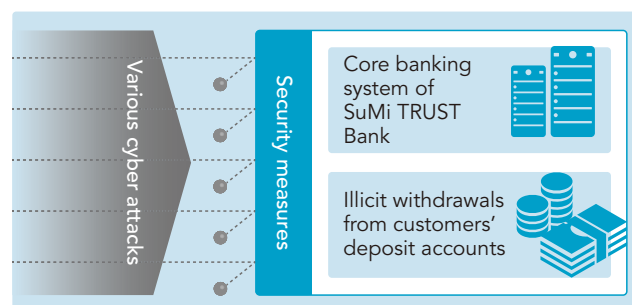 Various cyber attacks
Security measures
Core banking
system of
SuMi TRUST
Bank
Illicit withdrawals
from customers’
deposit accounts